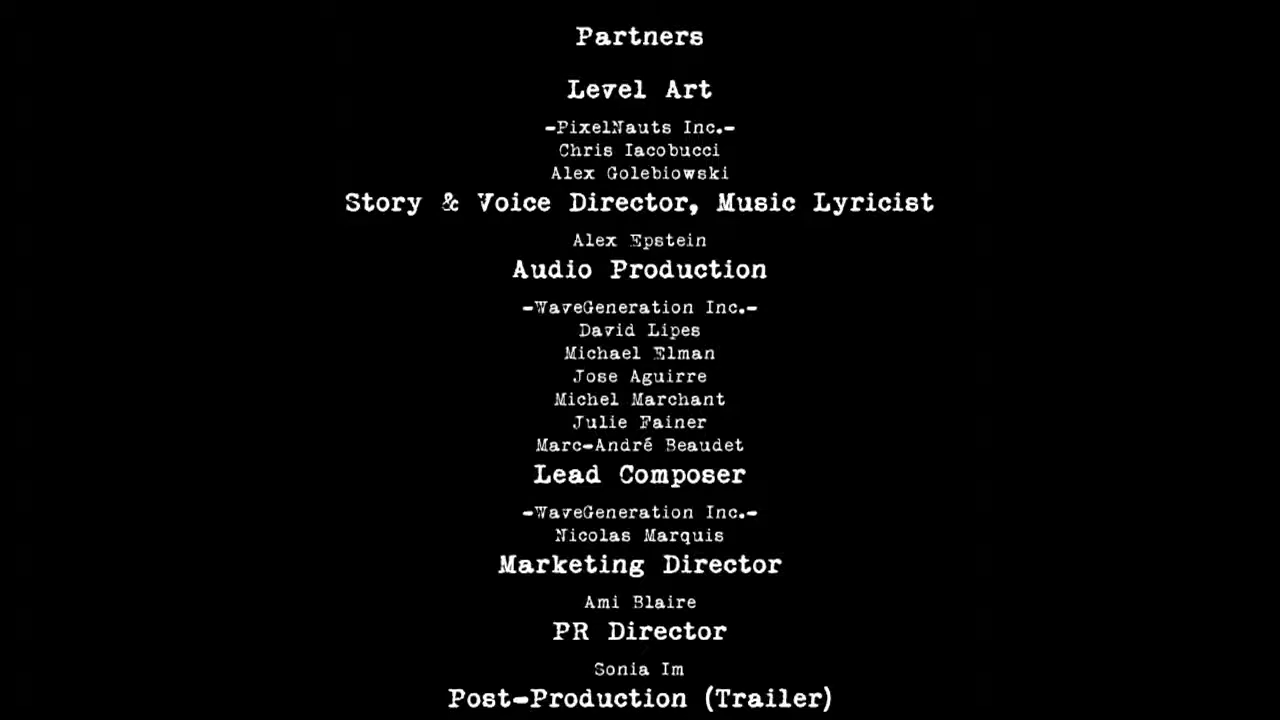 Partners
Level Art
-PixelNauts Inc.-
Chris Iacobucci
Alex Golebiowski
Story & Voice Director, Music Lyricist
Alex Epstein
Audio Production
-WaveGeneration Inc.-
David Lipes
Michael Elman
Jose Aguirre
Michel Marchant
Julie Fainer
Marc-André Beaudet
Lead Composer
-WaveGeneration Inc.-
Nicolas Marquis
Marketing Director
Ami Blaire
PR Director
Sonia Im
Post-Production (Trailer)